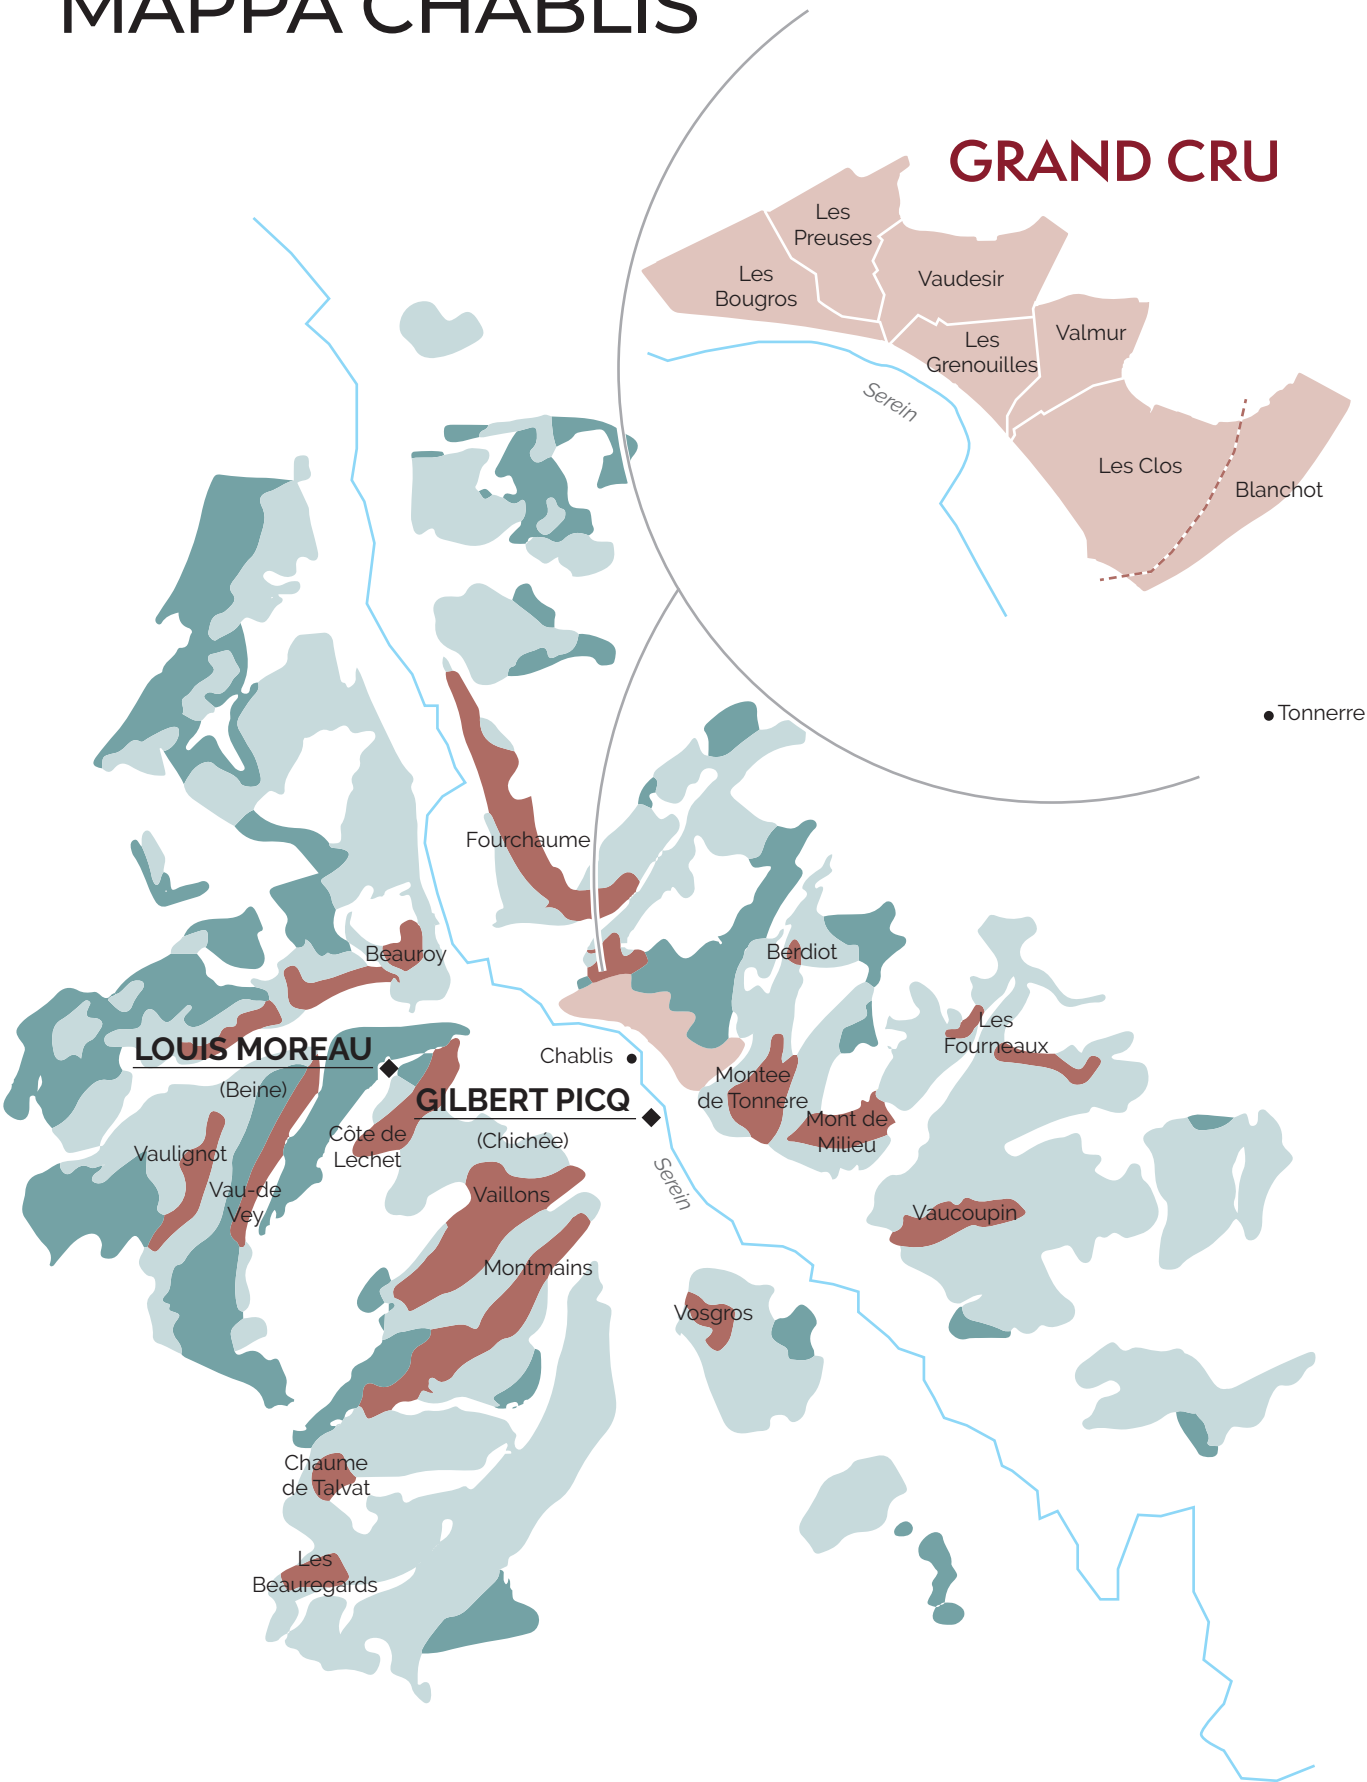 MAPPA CHABLIS
GRAND CRU
Les
Preuses
Les
Bougros
Vaudesir
Valmur
Les
Grenouilles
Serein
Les Clos
Blanchot
Tonnerre
Fourchaume
Beauroy
Berdiot
Les
Fourneaux
LOUIS MOREAU
(Beine)
Chablis
GILBERT PICQ
(Chichée)
Montee
de Tonnere
Mont de
Milieu
Côte de
Lechet
Vaulignot
Vau-de
Vey
Serein
Vaillons
Vaucoupin
Montmains
Vosgros
Chaume
de Talvat
Les
Beauregards